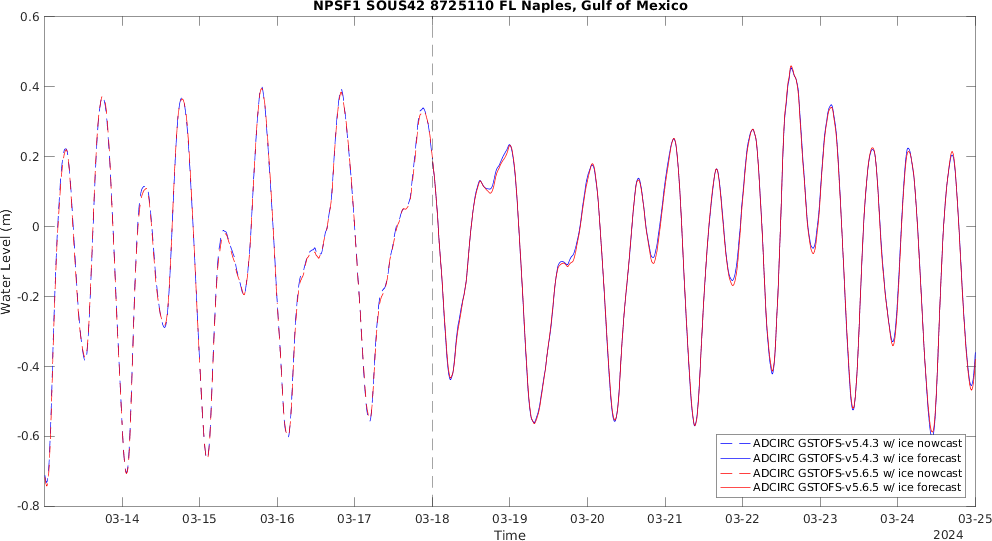 NPSF1 SOUS42 8725110 FL Naples, Gulf of Mexico
Water Level (m)
0.6
0.4
0.2
0
-0.2
-0.4
-0.6
-0.8
ADCIRC GSTOFS-v5.4.3 w/ ice nowcast
ADCIRC GSTOFS-v5.4.3 w/ ice forecast
ADCIRC GSTOFS-v5.6.5 w/ ice nowcast
ADCIRC GSTOFS-v5.6.5 w/ ice forecast
03-14 03-15 03-16 03-17 03-18 03-19 03-20 03-21 03-22 03-23 03-24 03-25
Time
2024